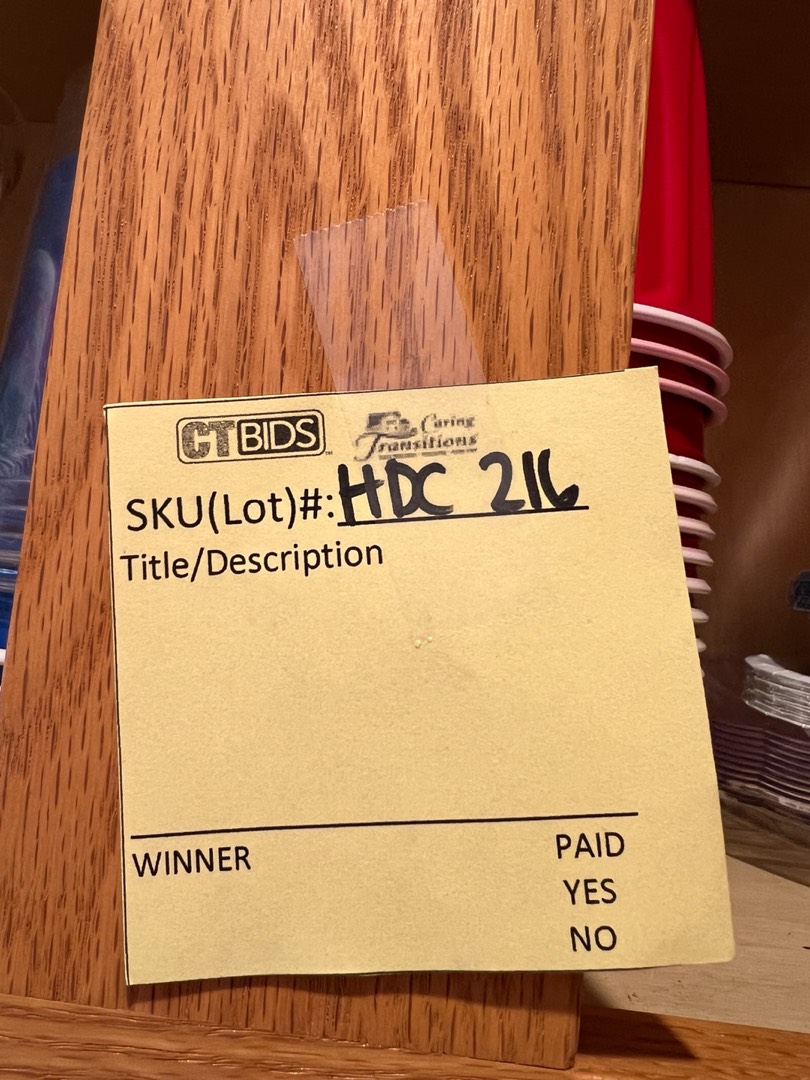 CTBIDS Caring Transitions
SKU(Lot)#: HDC 216
Title/Description
WINNER PAID
YES
NO